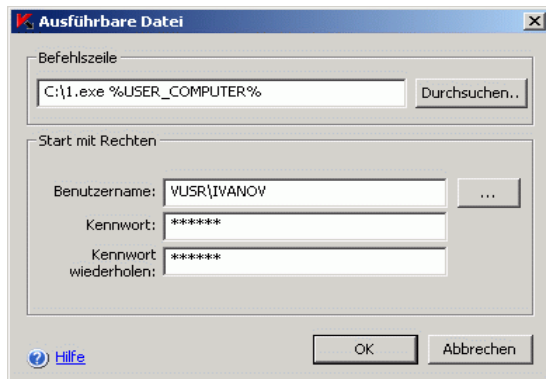 Ausführbare Datei
Befehlszeile
C:\1.exe %USER_COMPUTER%
Durchsuchen..
Start mit Rechten
Benutzername:
VUSR\IVANOV
...
Kennwort:
******
Kennwort
wiederholen:
******
Hilfe
OK
Abbrechen